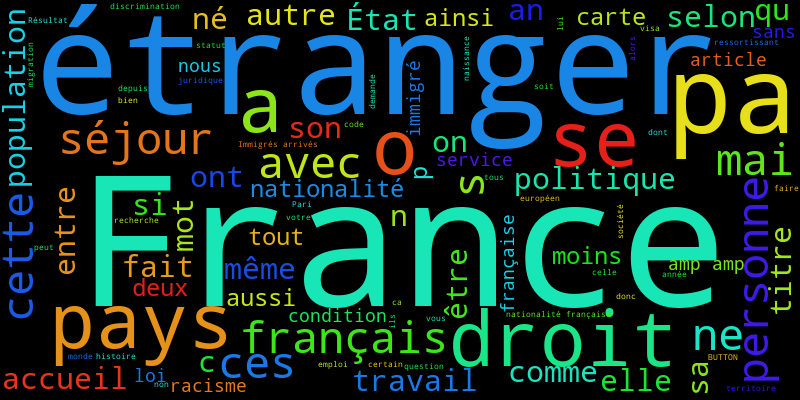 discrimination
né
autre
État
ainsi
an
carte
selon
qu
Résultat
étranger
lui
visa
sans
population
migration
statut
nous
juridique
alors
ressortissant
article
depuis
bien
a
demande
immigré
naissance
soit
pa
séjour
son
code
Immigrés arrivés
o
on
se
dont
mai
avec
p
service
tous
s
politique
ont
nationalité
européen
faire
cette
entre
si
mot
Pari
votre
n
France
personne
recherche
tout
française
société
titre
peut
fait
même
être
moins
celle
amp amp
année
deux
aussi
ca
donc
pays
condition
ils
vous
nationalité français
français
droit
ne
monde
histoire
c
ces
emploi
certain
question
sa
BUTTON
accueil
loi
non
racisme
travail
comme
elle
territoire